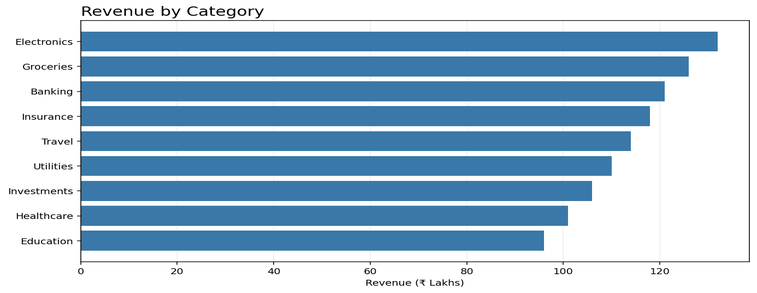 Revenue by Category
Electronics
Groceries
Banking
Insurance
Travel
Utilities
Investments
Healthcare
Education
0 20 40 60 80 100 120
Revenue (₹ Lakhs)